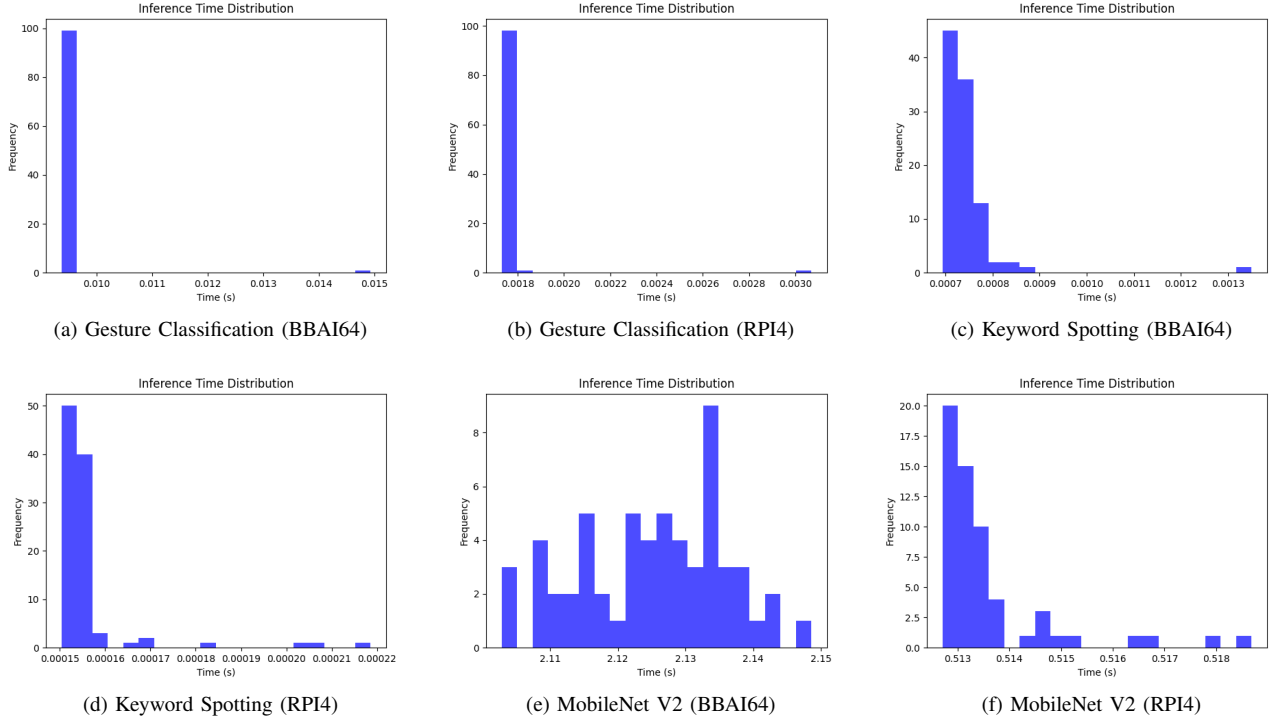 Inference Time Distribution
100
80
60
40
20
0
Frequency
0.010 0.011 0.012 0.013 0.014 0.015
Time (s)
(a) Gesture Classification (BBAI64)
Inference Time Distribution
100
80
60
40
20
0
Frequency
0.0018 0.0020 0.0022 0.0024 0.0026 0.0028 0.0030
Time (s)
(b) Gesture Classification (RPI4)
Inference Time Distribution
40
30
20
10
0
Frequency
0.0007 0.0008 0.0009 0.0010 0.0011 0.0012 0.0013
Time (s)
(c) Keyword Spotting (BBAI64)
Inference Time Distribution
50
40
30
20
10
0
Frequency
0.00015 0.00016 0.00017 0.00018 0.00019 0.00020 0.00021 0.00022
Time (s)
(d) Keyword Spotting (RPI4)
Inference Time Distribution
8
6
4
2
0
Frequency
2.11 2.12 2.13 2.14 2.15
Time (s)
(e) MobileNet V2 (BBAI64)
Inference Time Distribution
20.0
17.5
15.0
12.5
10.0
7.5
5.0
2.5
0.0
Frequency
0.513 0.514 0.515 0.516 0.517 0.518
Time (s)
(f) MobileNet V2 (RPI4)